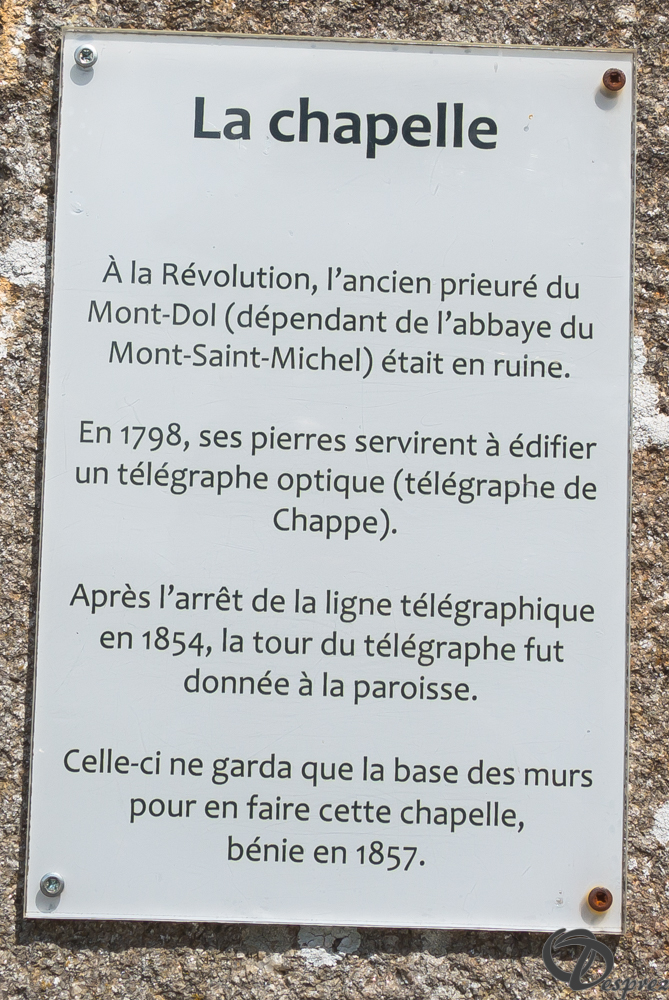 La chapelle
À la Révolution, l'ancien prieuré du
Mont-Dol (dépendant de l'abbaye du
Mont-Saint-Michel) était en ruine.
En 1798, ses pierres servirent à édifier
un télégraphe optique (télégraphe de
Chappe).
Après l'arrêt de la ligne télégraphique
en 1854, la tour du télégraphe fut
donnée à la paroisse.
Celle-ci ne garda que la base des murs
pour en faire cette chapelle,
bénie en 1857.